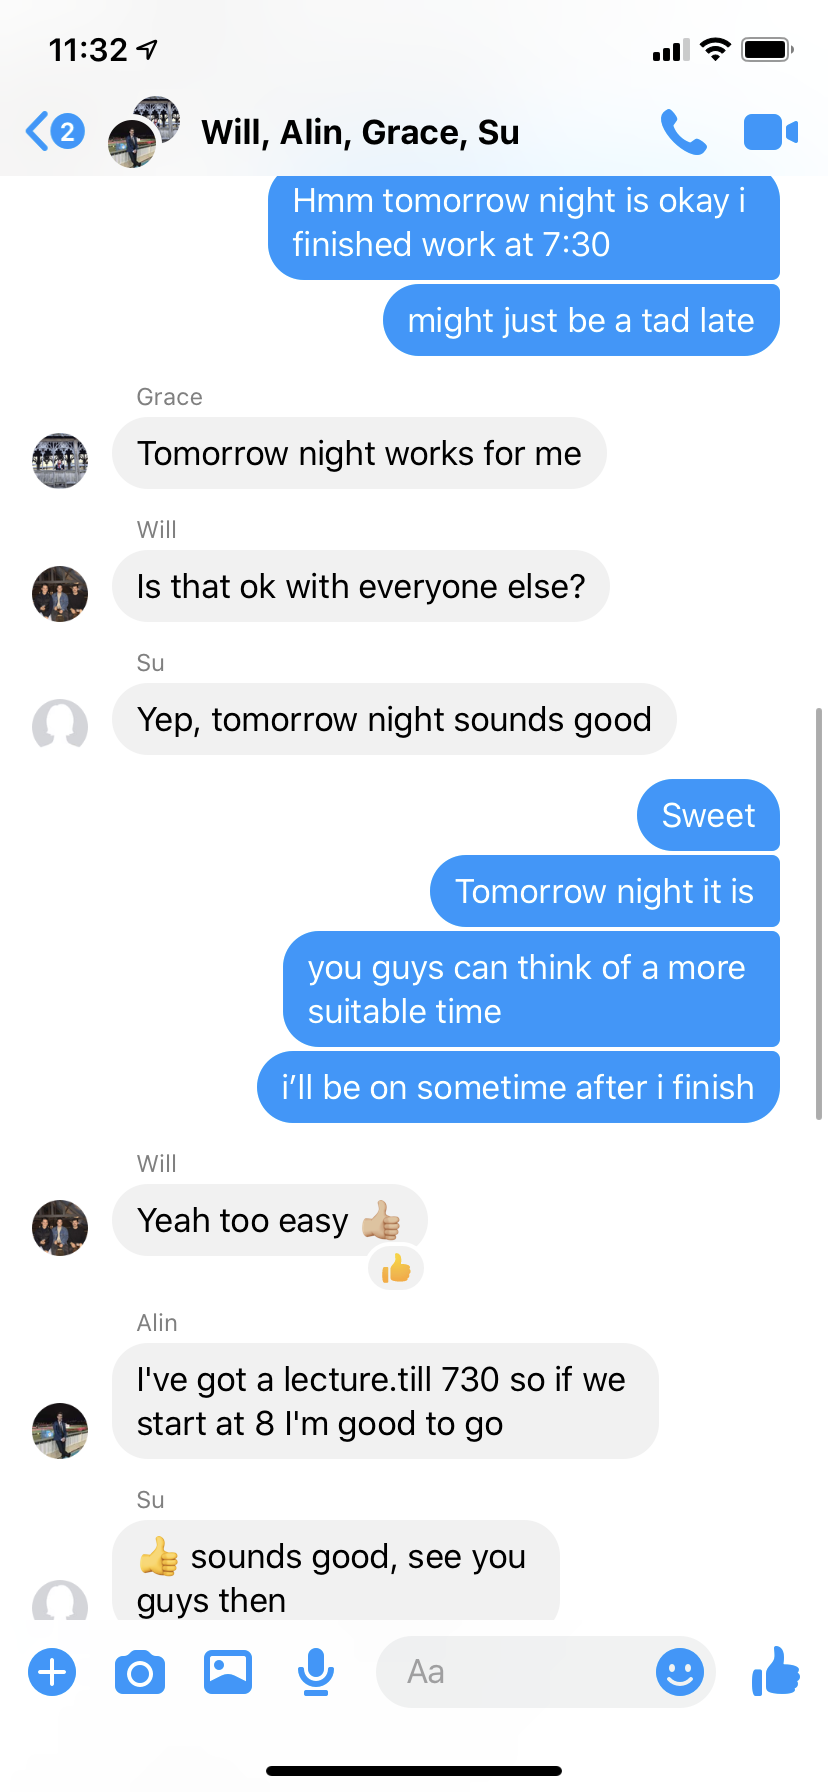 11:32
2
Will, Alin, Grace, Su
Hmm tomorrow night is okay i
finished work at 7:30
might just be a tad late
Grace
Tomorrow night works for me
Will
Is that ok with everyone else?
Su
Yep, tomorrow night sounds good
Sweet
Tomorrow night it is
you guys can think of a more
suitable time
i’ll be on sometime after i finish
Will
Yeah too easy 👍🏼
👍
Alin
I've got a lecture.till 730 so if we
start at 8 I'm good to go
Su
👍 sounds good, see you
guys then
Aa